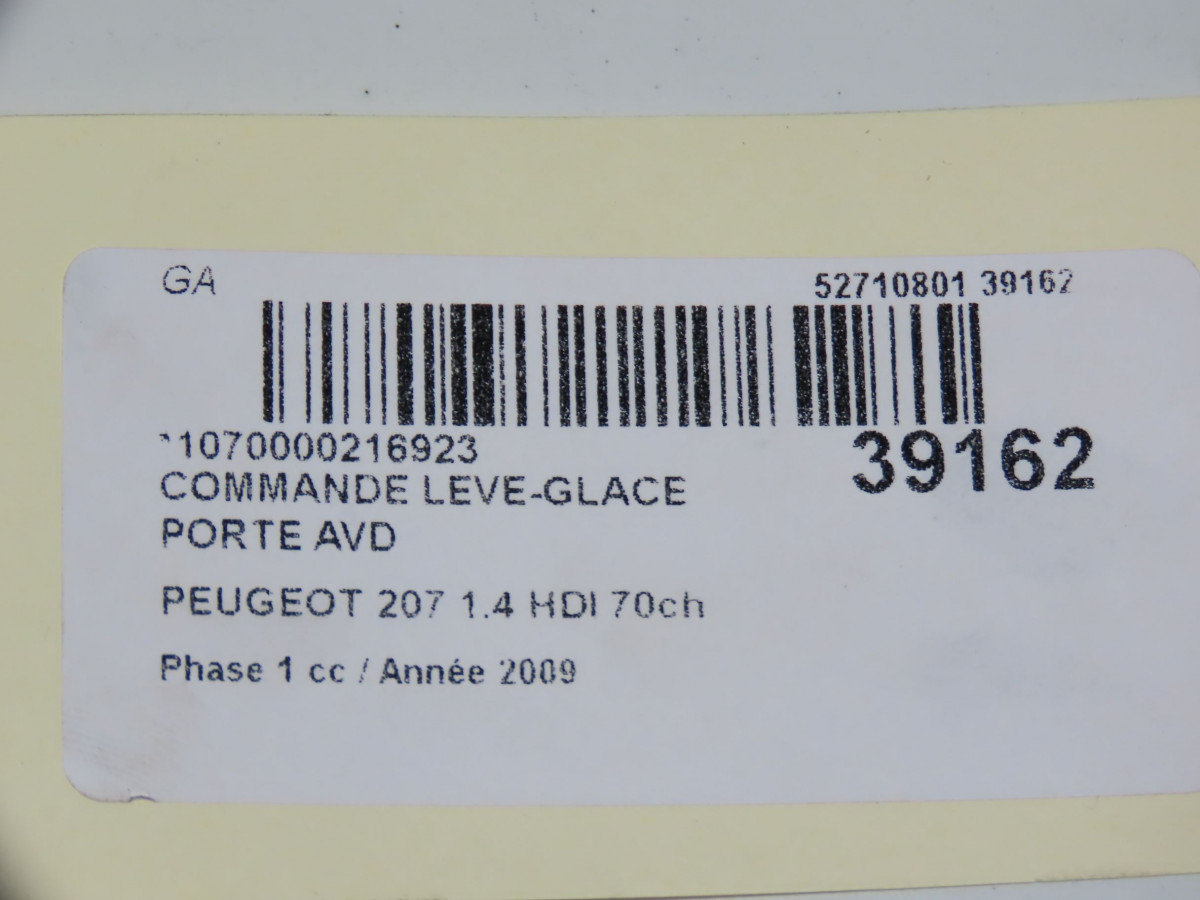 GA 52710801 39162
*1070000216923
39162
COMMANDE LEVE-GLACE
PORTE AVD
PEUGEOT 207 1.4 HDI 70ch
Phase 1 cc / Année 2009